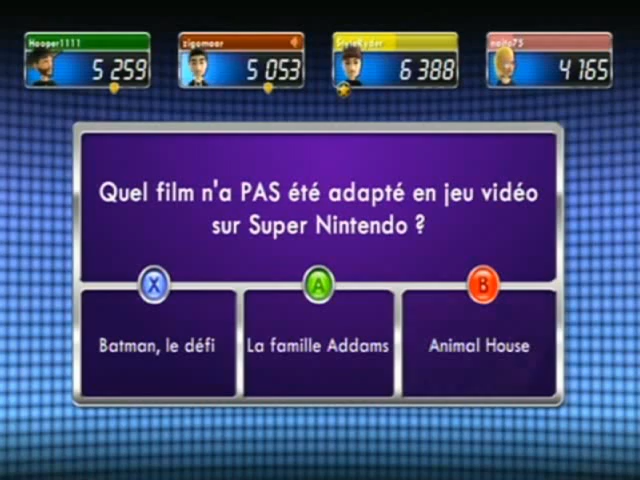 Hooper1111
zigomaar
naito75
5 259
5 053
6 388
4 165
Quel film n'a PAS été adapté en jeu vidéo
sur Super Nintendo ?
X
A
B
Batman, le défi
La famille Addams
Animal House